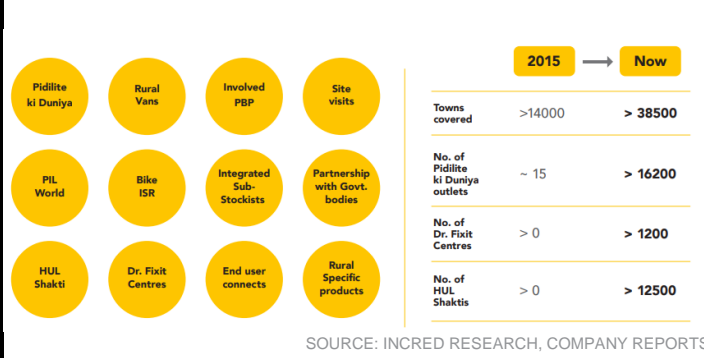 Pidilite
ki Duniya
Rural
Vans
Involved
PBP
Site
visits
PIL
World
Bike
ISR
Integrated
Sub-
Stockists
Partnership
with Govt.
bodies
HUL
Shakti
Dr. Fixit
Centres
End user
connects
Rural
Specific
products
2015 Now
Towns
covered
>14000 > 38500
No. of
Pidilite
ki Duniya
outlets
~ 15 > 16200
No. of
Dr. Fixit
Centres
> 0 > 1200
No. of
HUL
Shaktis
> 0 > 12500
SOURCE: INCRED RESEARCH, COMPANY REPORTS